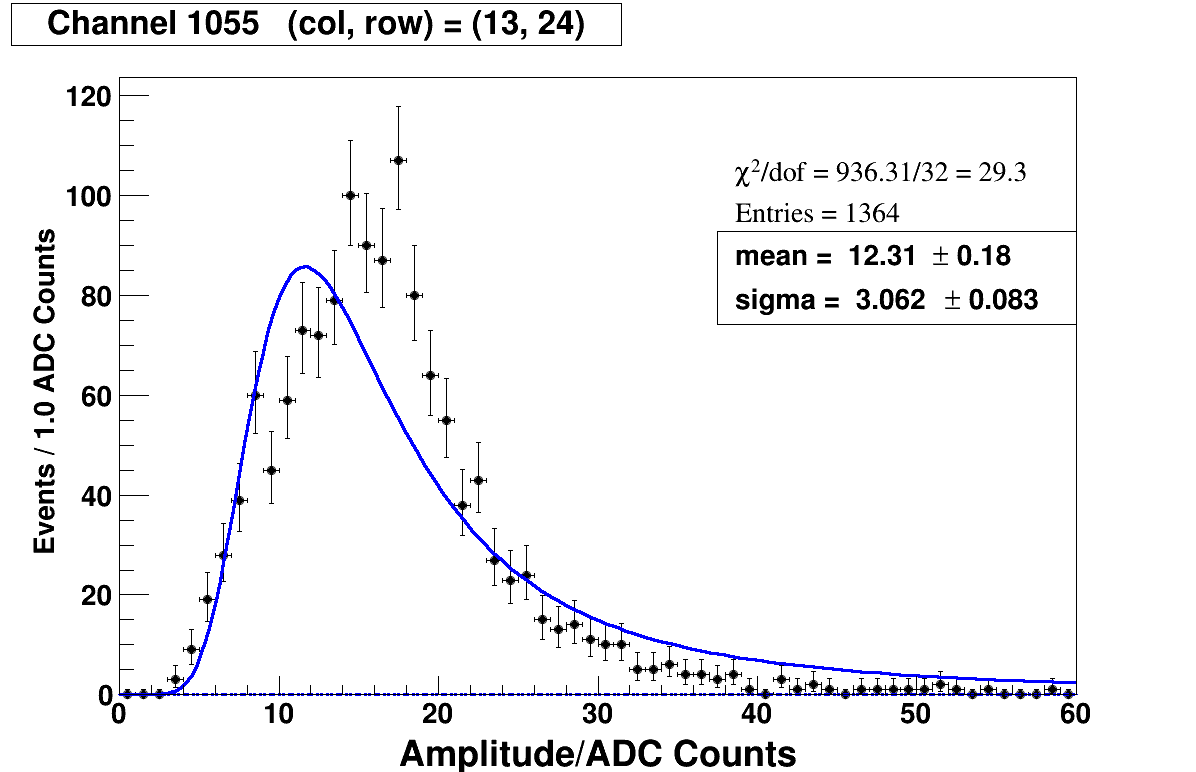 Channel 1055 (col, row) = (13, 24)
120
100
80
60
40
20
0
Events / 1.0 ADC Counts
χ²/dof = 936.31/32 = 29.3
Entries = 1364
mean = 12.31 ± 0.18
sigma = 3.062 ± 0.083
0 10 20 30 40 50 60
Amplitude/ADC Counts